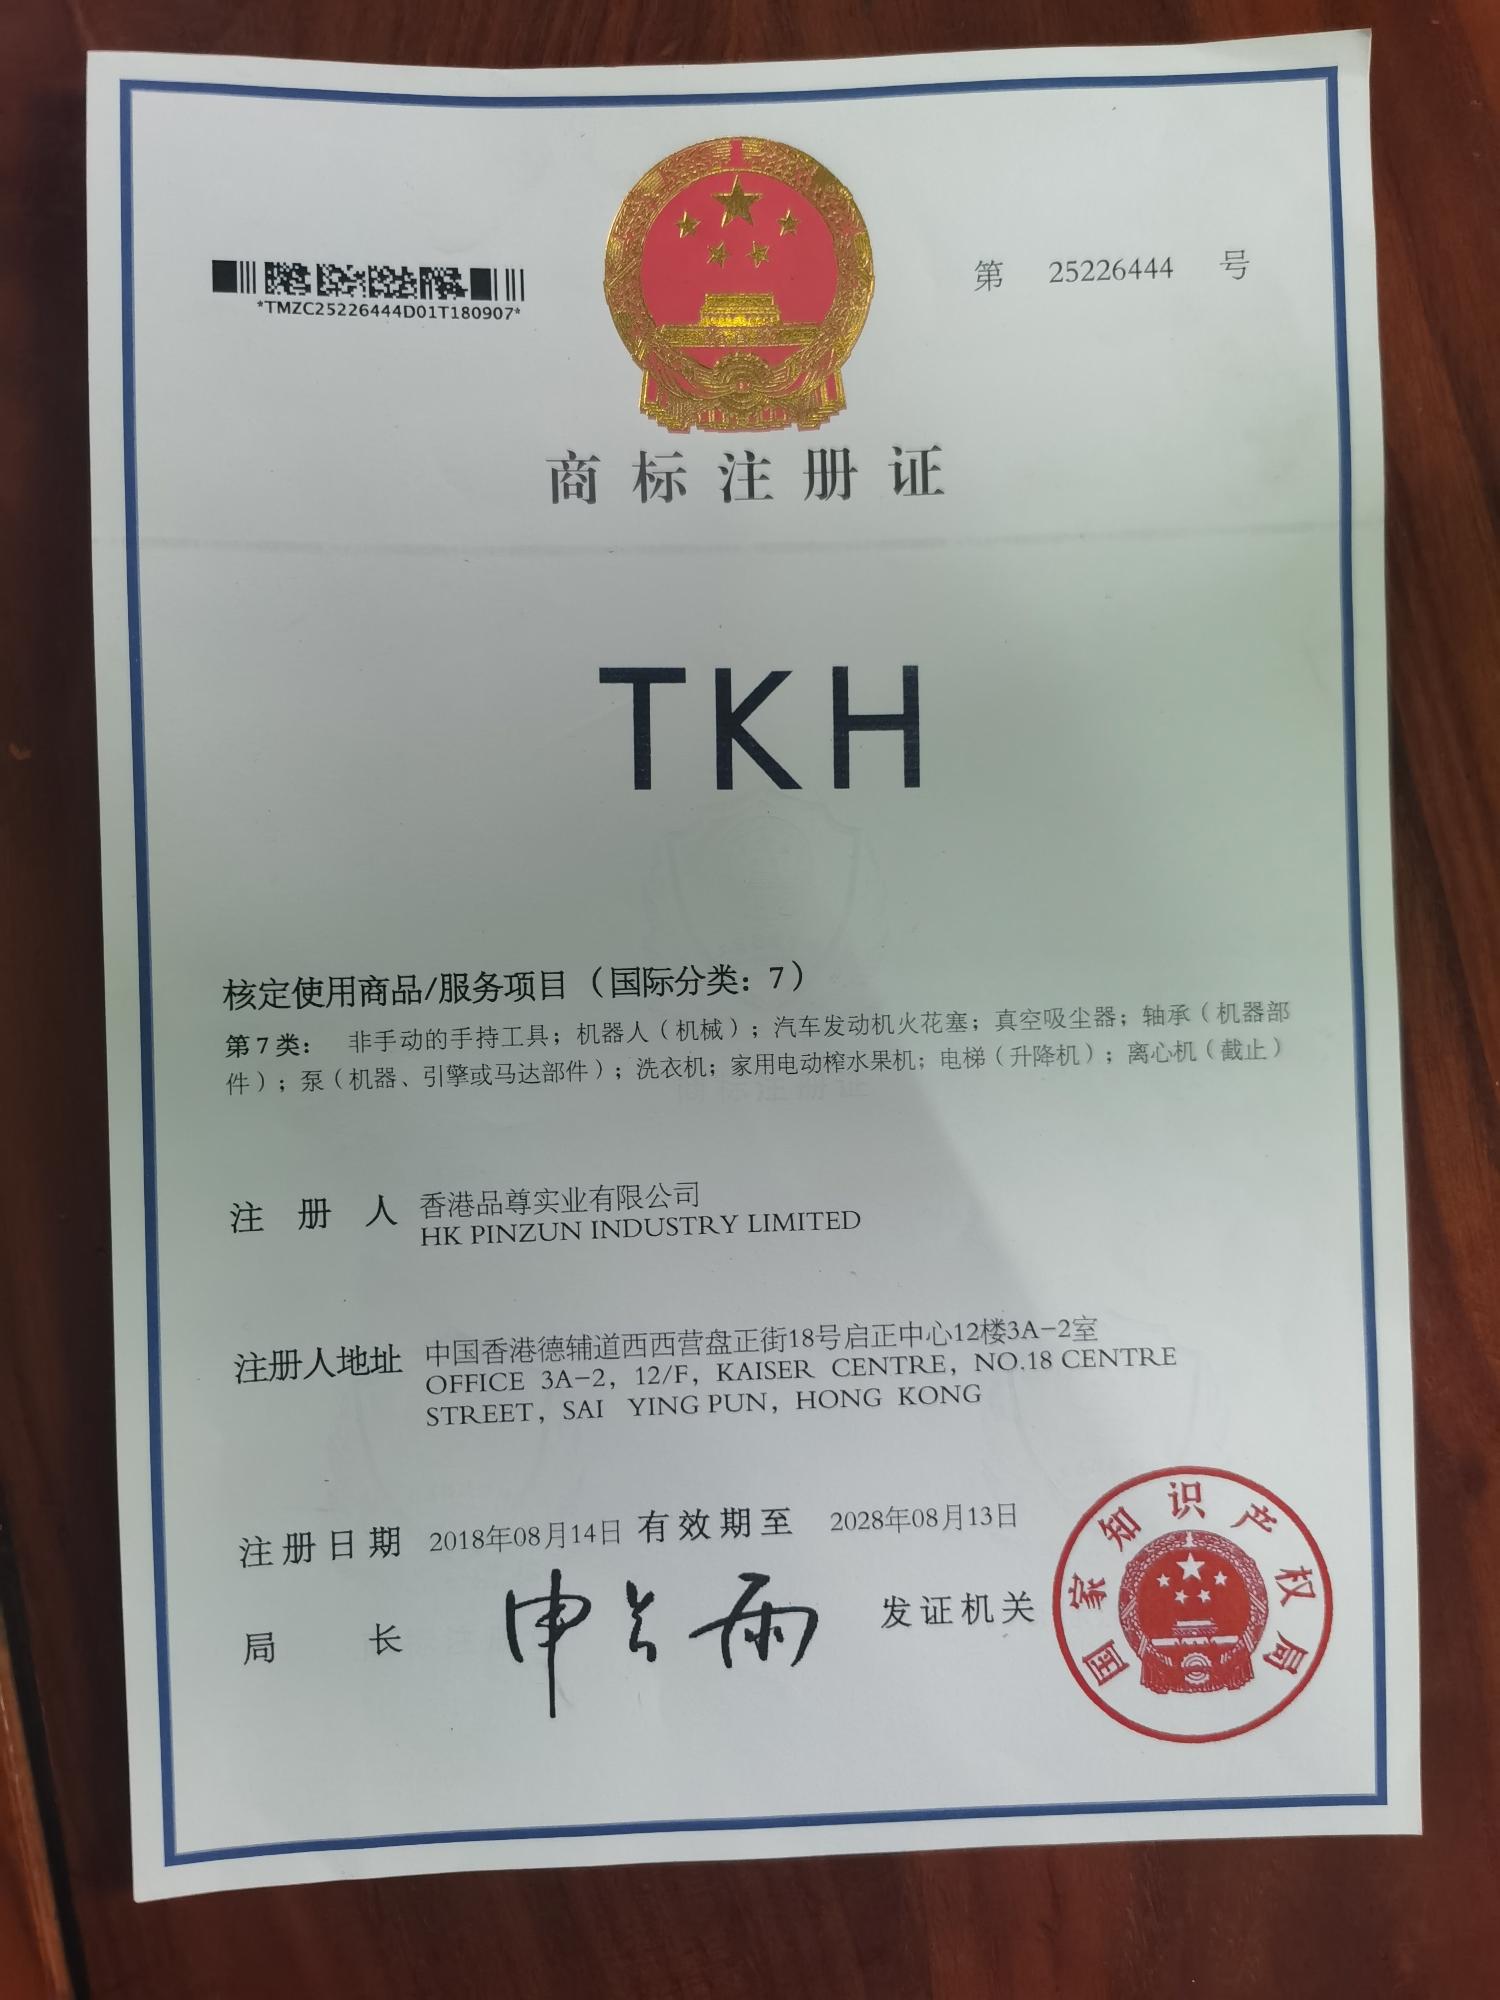 第 25226444 号
*TMZC25226444D01T180907*
商标注册证
TKH
核定使用商品/服务项目（国际分类：7）
第7类： 非手动的手持工具；机器人（机械）；汽车发动机火花塞；真空吸尘器；轴承（机器部
件）；泵（机器、引擎或马达部件）；洗衣机；家用电动榨水果机；电梯（升降机）；离心机（截止）
注册人 香港品尊实业有限公司
HK PINZUN INDUSTRY LIMITED
注册人地址 中国香港德辅道西西营盘正街18号启正中心12楼3A-2室
OFFICE 3A-2, 12/F, KAISER CENTRE, NO.18 CENTRE
STREET, SAI YING PUN, HONG KONG
注册日期 2018年08月14日 有效期至 2028年08月13日
局长 申长雨 发证机关
国家知识产权局